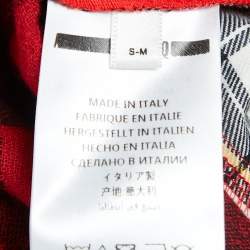 S-M
MADE IN ITALY
FABRIQUE EN ITALIE
HERGESTELLT IN ITALIEN
HECHO EN ITALIA
СДЕЛАНО В ИТАЛИИ
イタリア製
产地 意大利